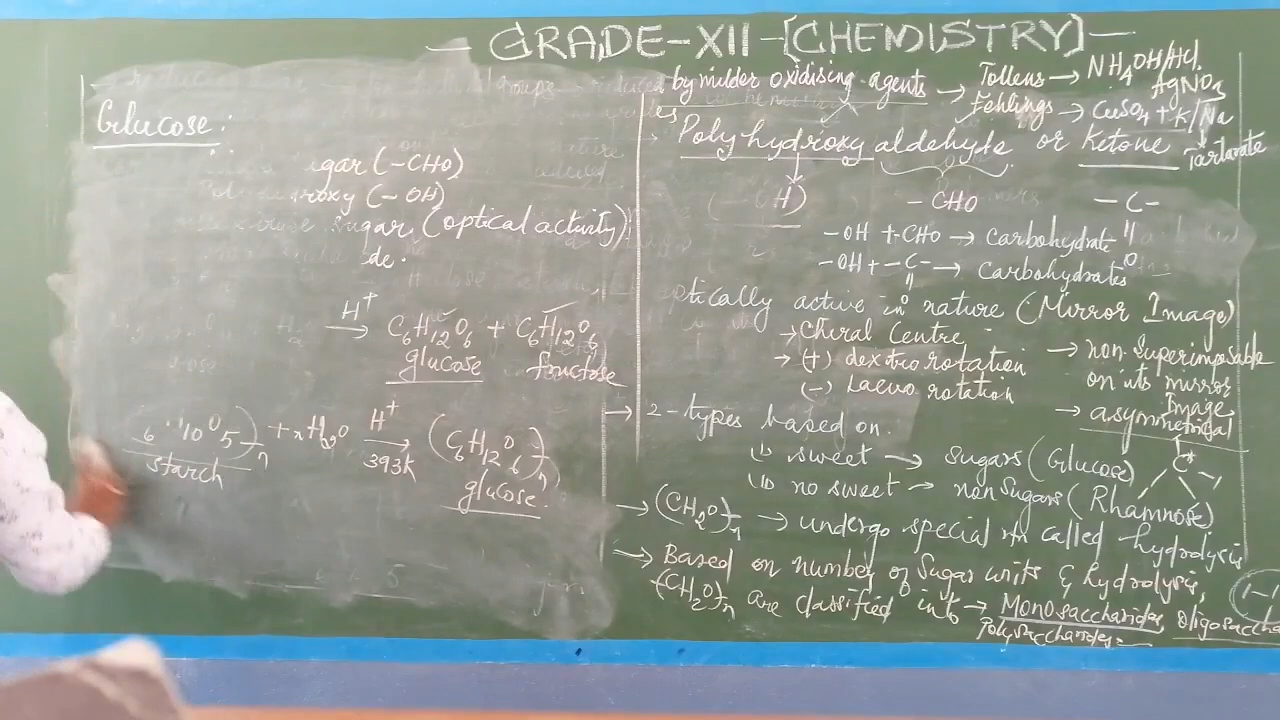 GRADE-XII-[CHEMISTRY]
Glucose:
igar (-CHO)
roxy (-OH)
sugar (optical activity)
de.
H+
→ C6H12O6 + C6H12O6
glucose fructose
6 10O5)n + nH2O H+ → (C6H12O6)n
starch 393K glucose.
by milder oxidising agents → Tollens → NH4OH/HCl.
AgNO3
Fehlings → CuSO4 + K/Na
Tartarate
Polyhydroxy aldehyde or Ketone
H) -CHO -C-
O
-OH + CHO → carbohydrate
-OH + -C- → Carbohydrates
O
ptically active in nature (Mirror Image)
→ Chiral Centre
→ (+) dextro rotation
(-) Laevo rotation
→ non-superimposable
on its mirror
Image
→ asymmetrical
C*
→ 2-types based on.
(i) sweet → sugars (Glucose)
(ii) no sweet → non sugars (Rhamnose)
→ (CH2O)n → undergo special rxn called hydrolysis
→ Based on number of sugar units & hydrolysis,
(CH2O)n are classified into → Monosaccharides, oligosaccha
Polysaccharides